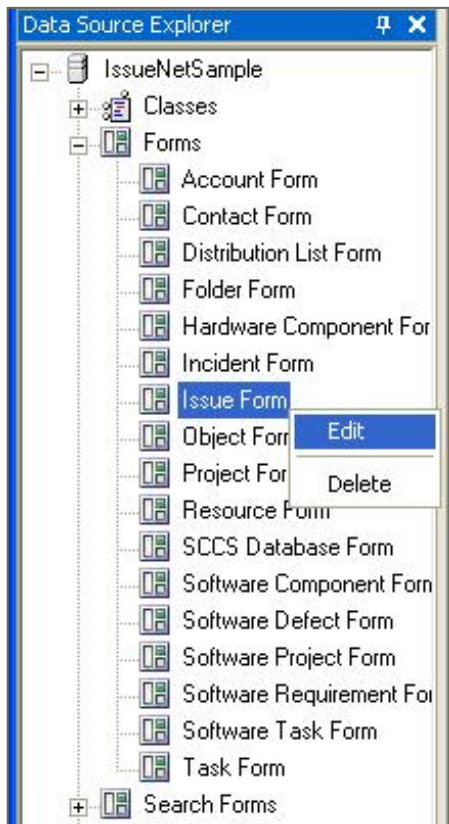 Data Source Explorer
IssueNetSample
Classes
Forms
Account Form
Contact Form
Distribution List Form
Folder Form
Hardware Component For
Incident Form
Issue Form
Edit
Object Forr
Project For
Delete
Resource Form
SCCS Database Form
Software Component Forn
Software Defect Form
Software Project Form
Software Requirement For
Software Task Form
Task Form
Search Forms